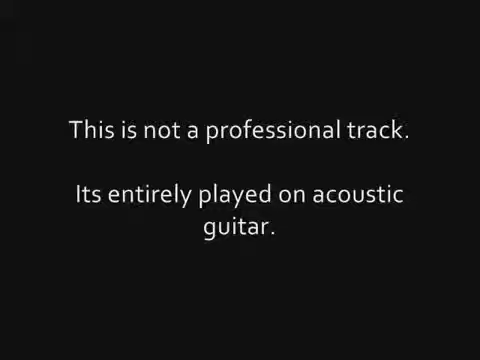 This is not a professional track.
Its entirely played on acoustic
guitar.